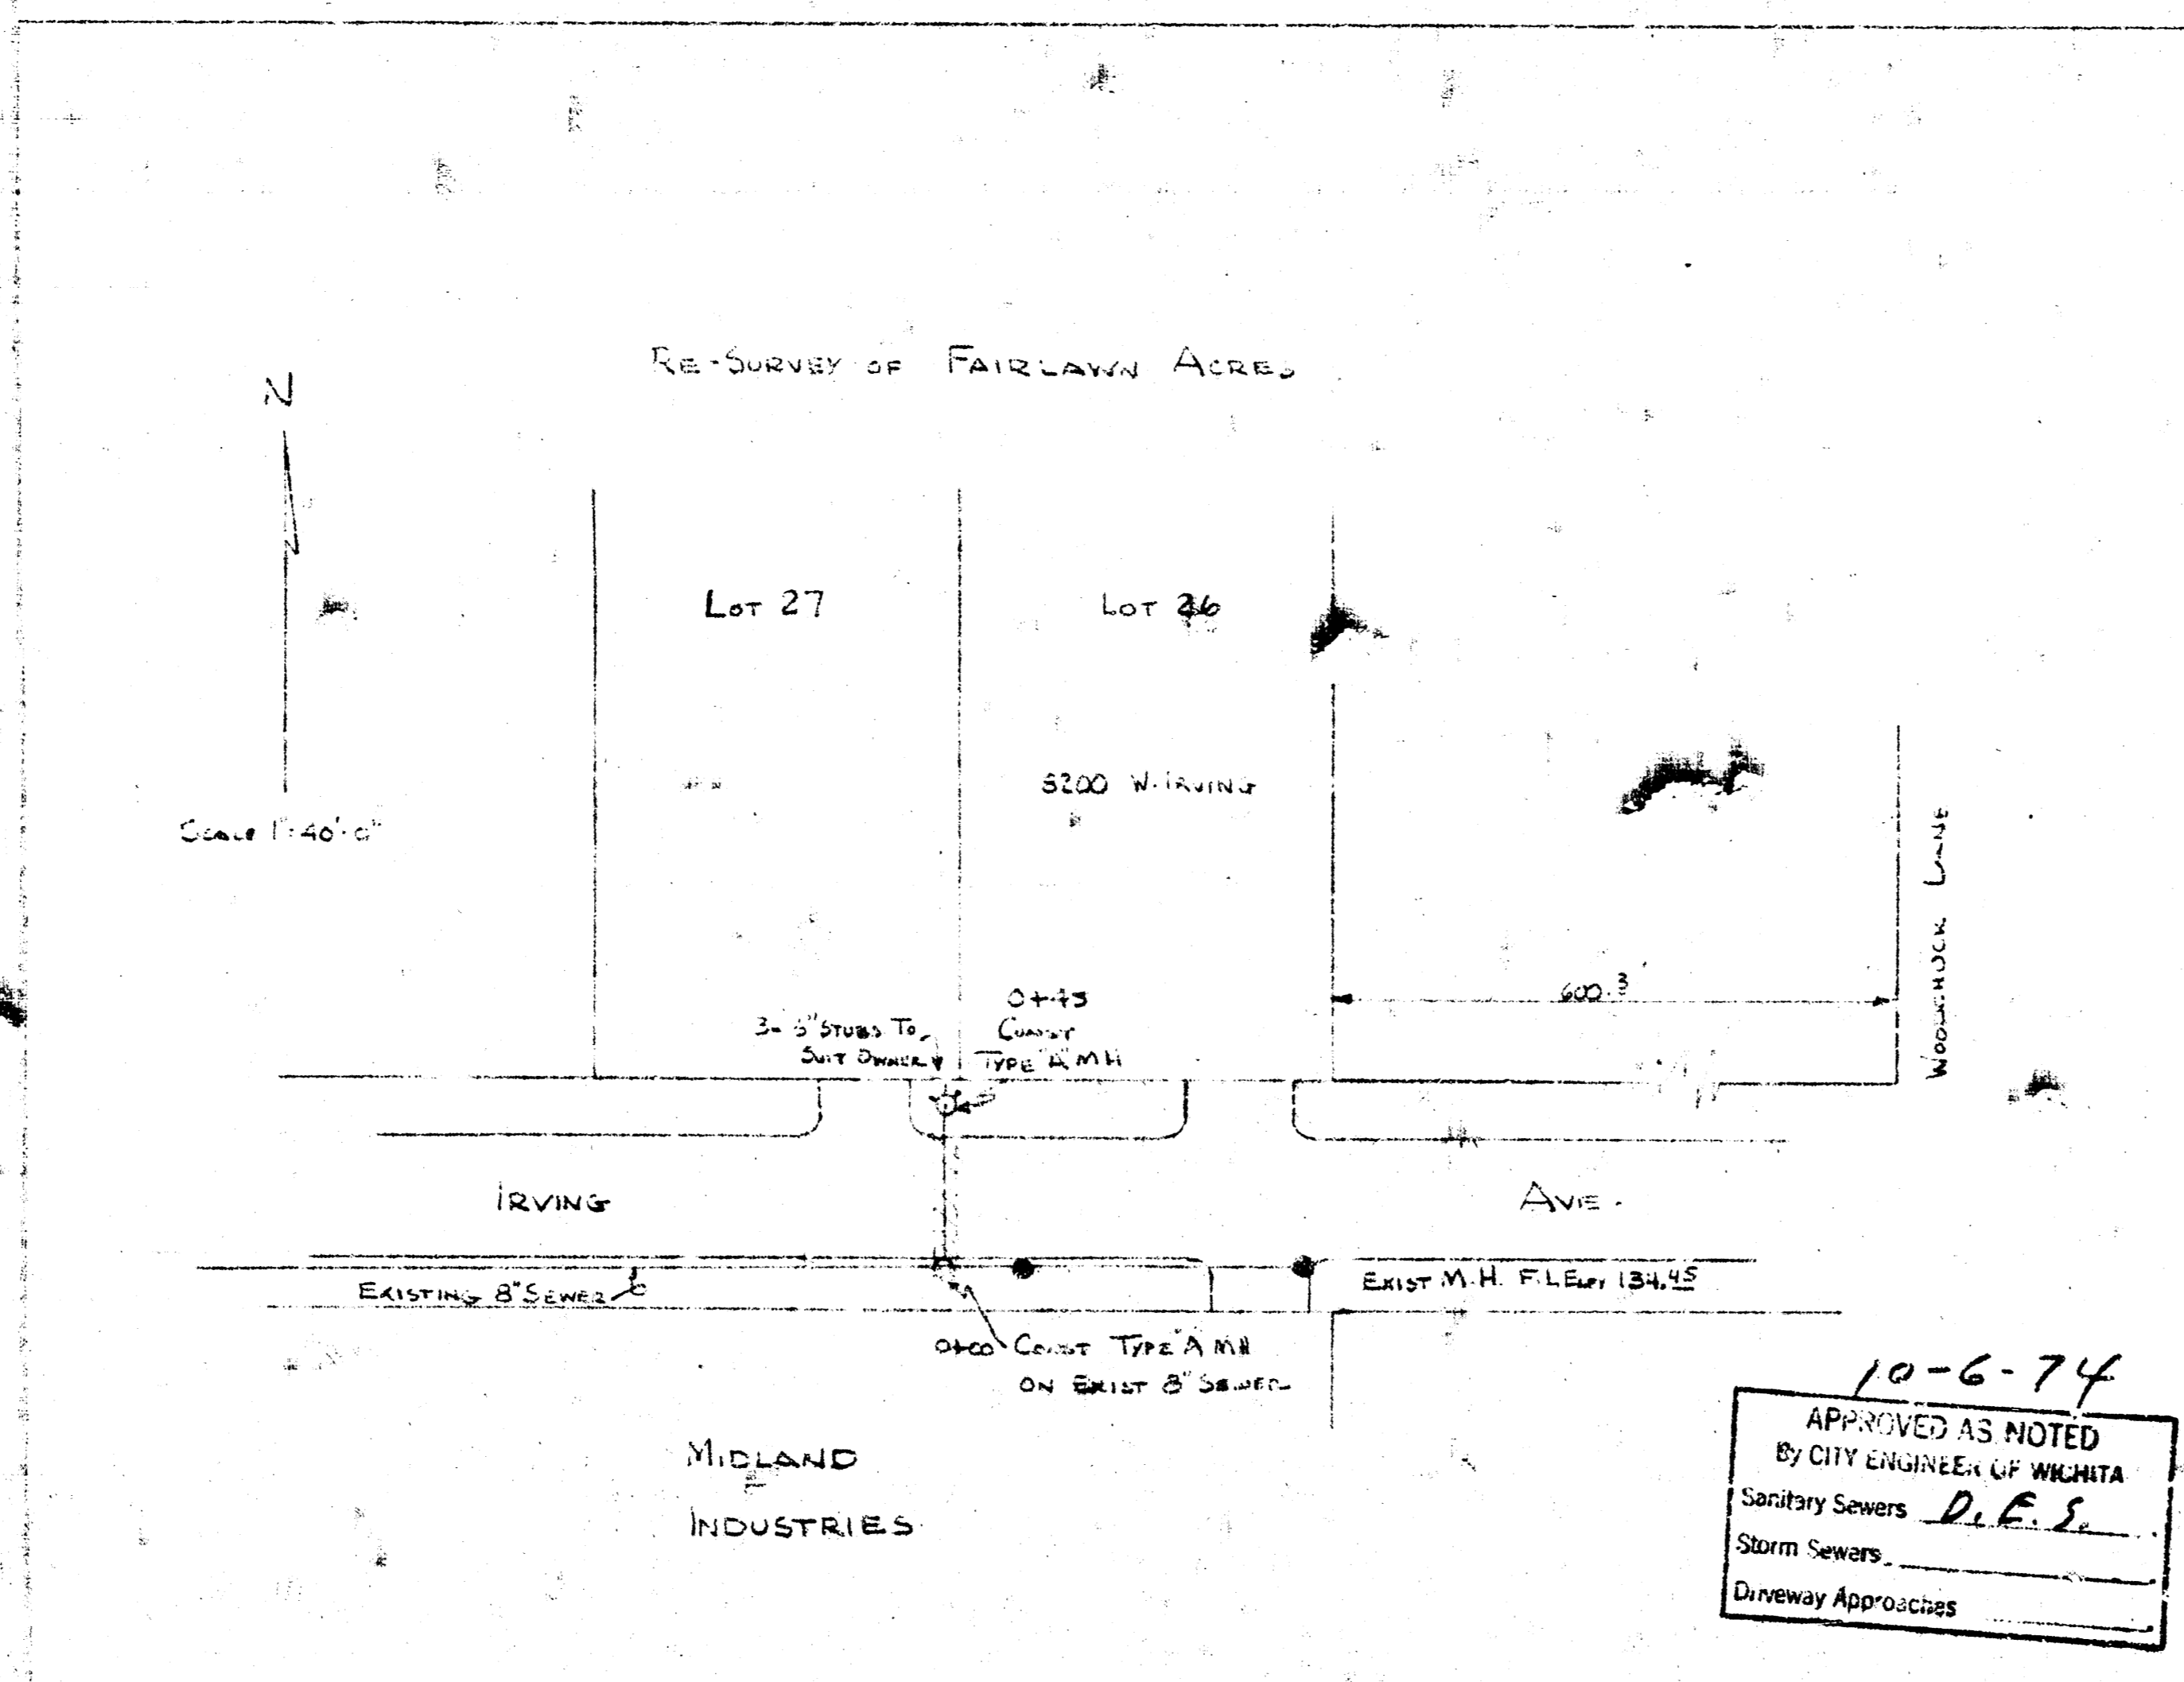 RE-SURVEY OF FAIRLAWN ACRES
N
LOT 27
LOT 26
5200 W. IRVING
SCALE 1"=40'-0"
WOODCHUCK LANE
600.3
0+45
CONST
TYPE "A" MH
STUBS TO
SUIT OWNER
IRVING
AVE.
EXISTING 8" SEWER
EXIST M.H. F.L. ELEV 134.45
0+00 CONST TYPE "A" MH
ON EXIST 8" SEWER
MIDLAND
INDUSTRIES
10-6-74
APPROVED AS NOTED
By CITY ENGINEER OF WICHITA
Sanitary Sewers D.E.S.
Storm Sewers
Driveway Approaches